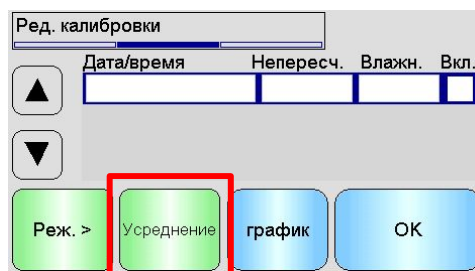 Ред. калибровки
Дата/время Непересч. Влажн. Вкл.
Реж. > Усреднение график OK